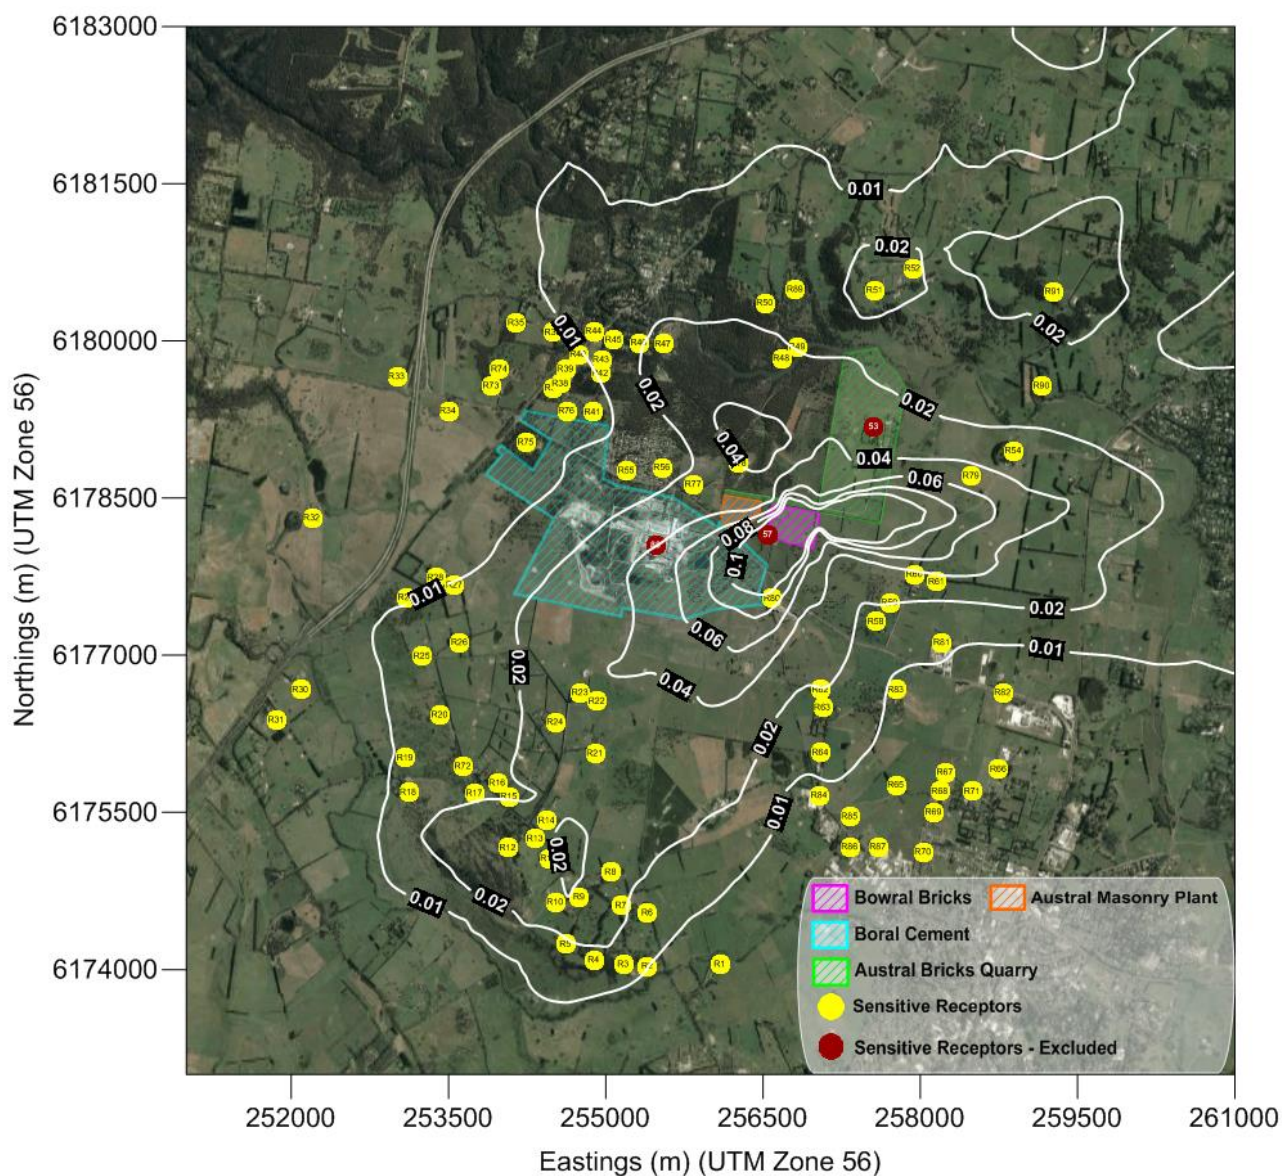 6183000
6181500
6180000
6178500
6177000
6175500
6174000
Northings (m) (UTM Zone 56)
0.01
0.02
R52
R51
R89
R50
R91
0.02
R35
0.01
R44
R45
R47
R49
R48
R43
R42
R39
R38
R74
R73
R33
R34
R76
R41
0.02
R90
0.02
53
R75
0.04
0.04
R54
R55
R56
R77
R79
0.06
R32
0.08
57
0.1
R60
R61
R27
0.01
R80
R59
R58
0.02
R26
R25
0.06
R81
0.01
0.02
0.04
R30
R31
R23
R22
R24
R20
R63
R83
R82
0.02
R64
R21
R19
R72
R18
R16
R17
R15
R84
R65
R67
R66
R68
R71
R69
R85
R86
R87
R70
0.01
R14
R13
R12
0.02
R8
R9
R10
R7
R6
0.02
0.01
R5
R4
R3
R2
R1
Bowral Bricks Austral Masonry Plant
Boral Cement
Austral Bricks Quarry
Sensitive Receptors
Sensitive Receptors - Excluded
252000 253500 255000 256500 258000 259500 261000
Eastings (m) (UTM Zone 56)